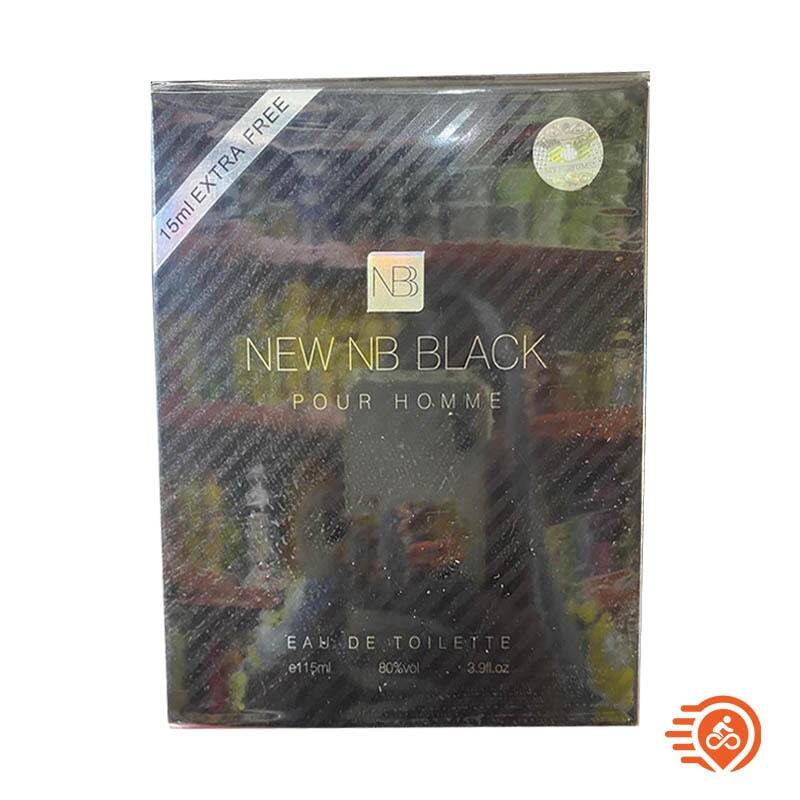 15ml EXTRA FREE
NB
NEW NB BLACK
POUR HOMME
EAU DE TOILETTE
e115ml 80%vol 3.9fl.oz